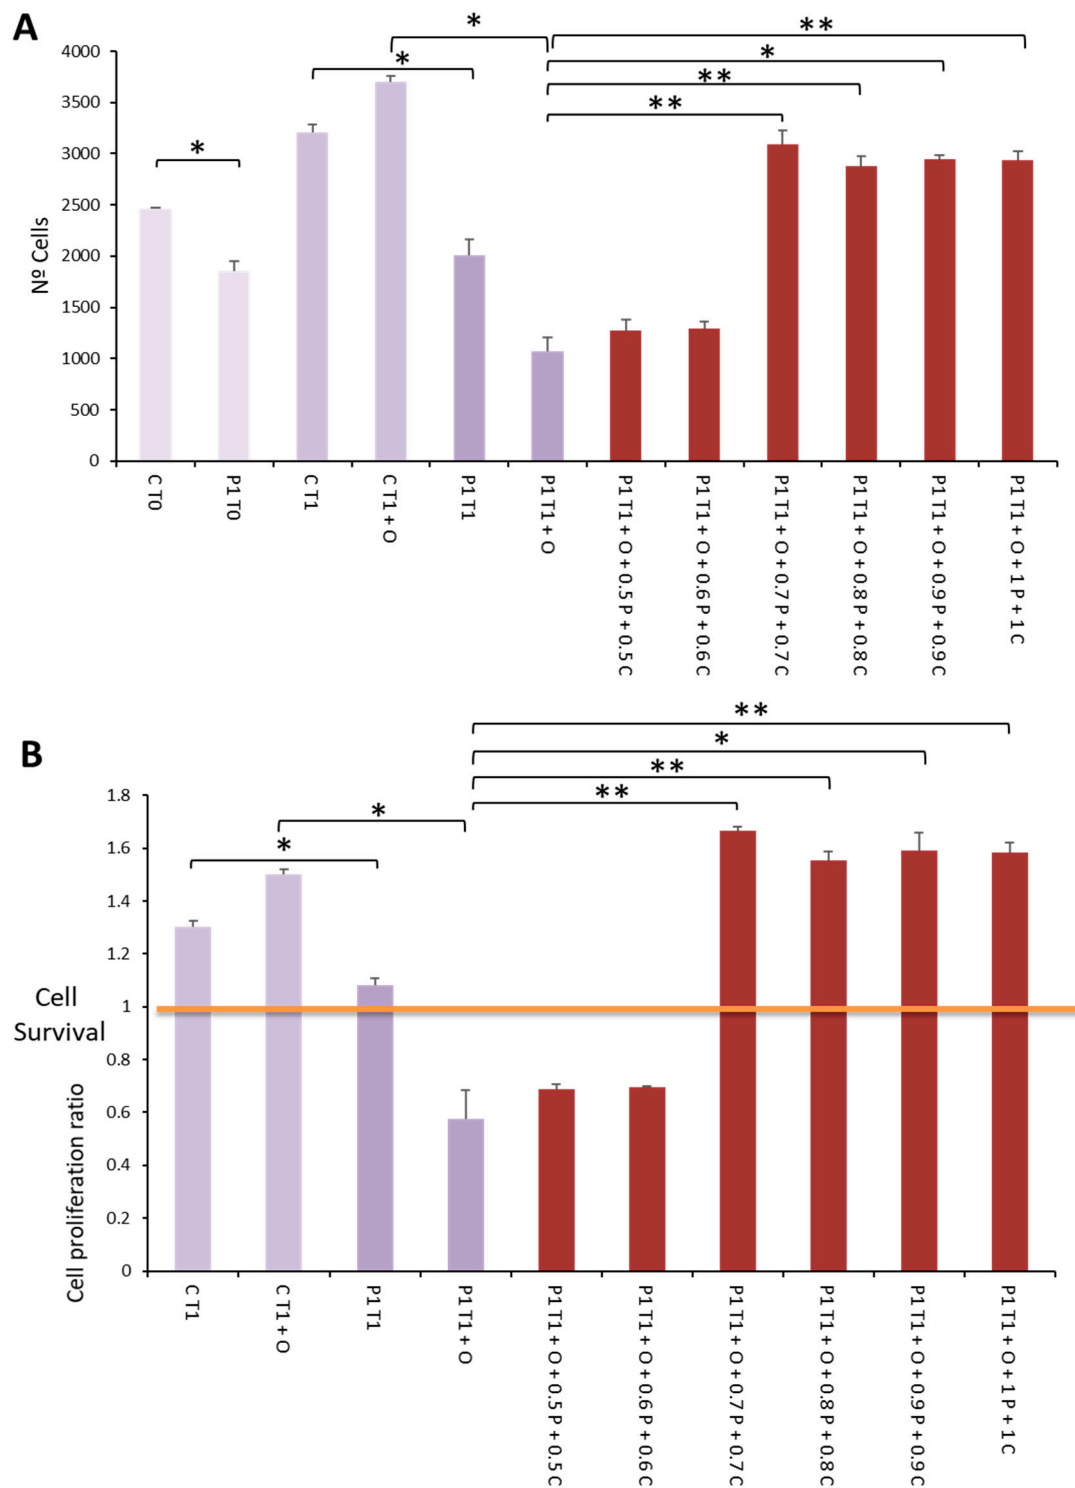 A
*
**
*
*
**
**
*
4000
3500
3000
2500
2000
1500
1000
500
0
Nº Cells
C T0
P1 T0
C T1
C T1 + O
P1 T1
P1 T1 + O
P1 T1 + O + 0.5 P + 0.5 C
P1 T1 + O + 0.6 P + 0.6 C
P1 T1 + O + 0.7 P + 0.7 C
P1 T1 + O + 0.8 P + 0.8 C
P1 T1 + O + 0.9 P + 0.9 C
P1 T1 + O + 1 P + 1 C
B
**
*
**
**
*
*
1.8
1.6
1.4
1.2
1
0.8
0.6
0.4
0.2
0
Cell
Survival
Cell proliferation ratio
C T1
C T1 + O
P1 T1
P1 T1 + O
P1 T1 + O + 0.5 P + 0.5 C
P1 T1 + O + 0.6 P + 0.6 C
P1 T1 + O + 0.7 P + 0.7 C
P1 T1 + O + 0.8 P + 0.8 C
P1 T1 + O + 0.9 P + 0.9 C
P1 T1 + O + 1 P + 1 C